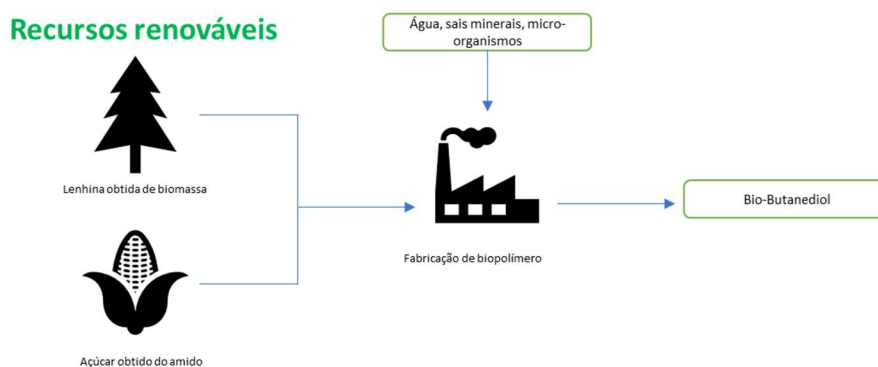 Recursos renováveis
Água, sais minerais, micro-
organismos
Lenhina obtida de biomassa
Bio-Butanediol
Fabricação de biopolímero
Açúcar obtido do amido